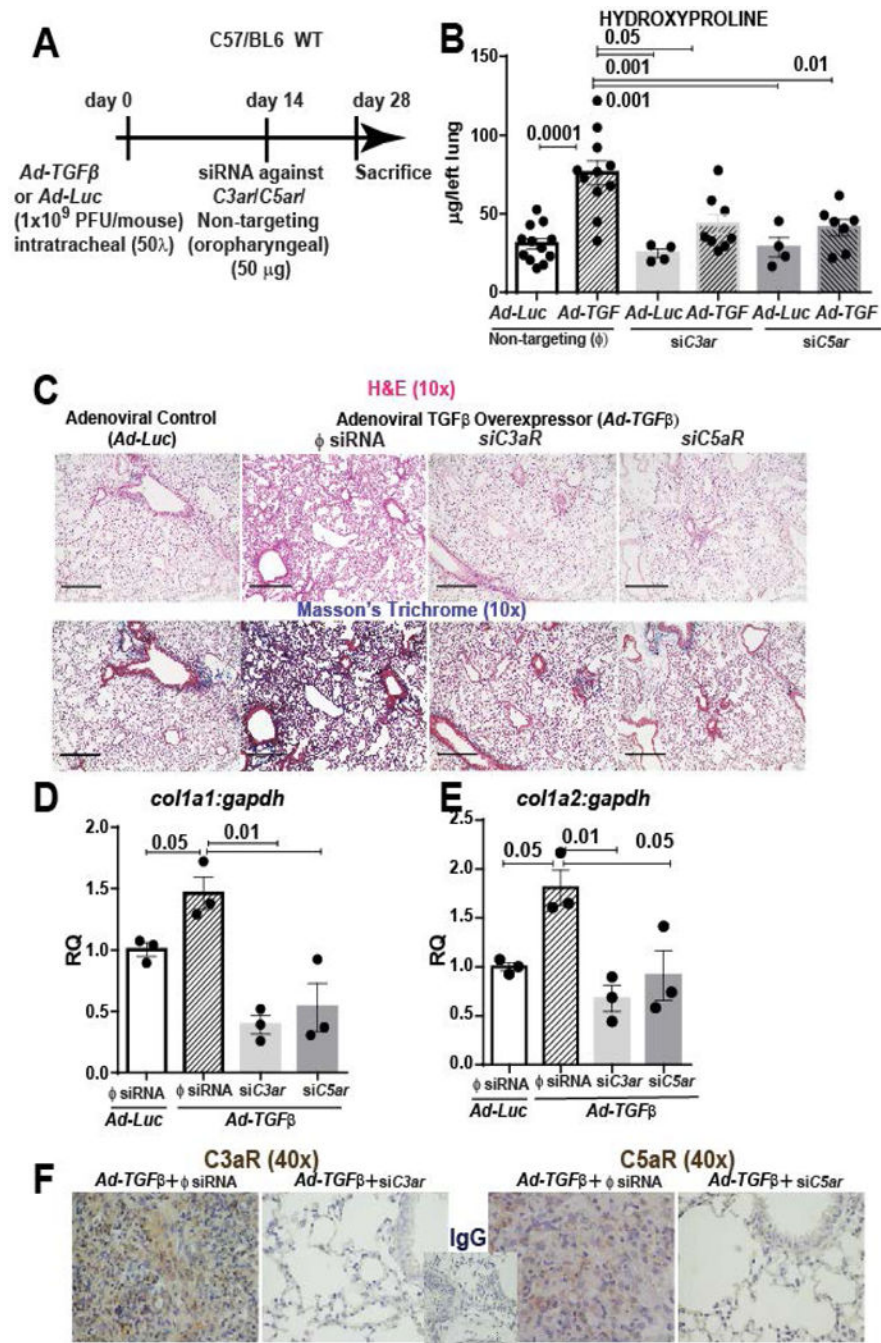 A
C57/BL6 WT
day 0
day 14
day 28
Ad-TGFβ
or Ad-Luc
(1x10⁹ PFU/mouse)
intratracheal (50λ)
siRNA against
C3ar/C5ar/
Non-targeting
(oropharyngeal)
(50 μg)
Sacrifice
B
HYDROXYPROLINE
0.05
0.001
0.01
0.001
0.0001
μg/left lung
150
100
50
0
Ad-Luc Ad-TGF Ad-Luc Ad-TGF Ad-Luc Ad-TGF
Non-targeting (ϕ) siC3ar siC5ar
C
H&E (10x)
Adenoviral Control
(Ad-Luc)
Adenoviral TGFβ Overexpressor (Ad-TGFβ)
ϕ siRNA siC3aR siC5aR
Masson's Trichrome (10x)
D
col1a1:gapdh
0.05 0.01
RQ
2.0
1.5
1.0
0.5
0.0
ϕ siRNA ϕ siRNA siC3ar siC5ar
Ad-Luc Ad-TGFβ
E
col1a2:gapdh
0.05 0.01 0.05
RQ
2.5
2.0
1.5
1.0
0.5
0.0
ϕ siRNA ϕ siRNA siC3ar siC5ar
Ad-Luc Ad-TGFβ
F
C3aR (40x)
Ad-TGFβ+ ϕ siRNA Ad-TGFβ+siC3ar
IgG
C5aR (40x)
Ad-TGFβ+ ϕ siRNA Ad-TGFβ+ siC5ar